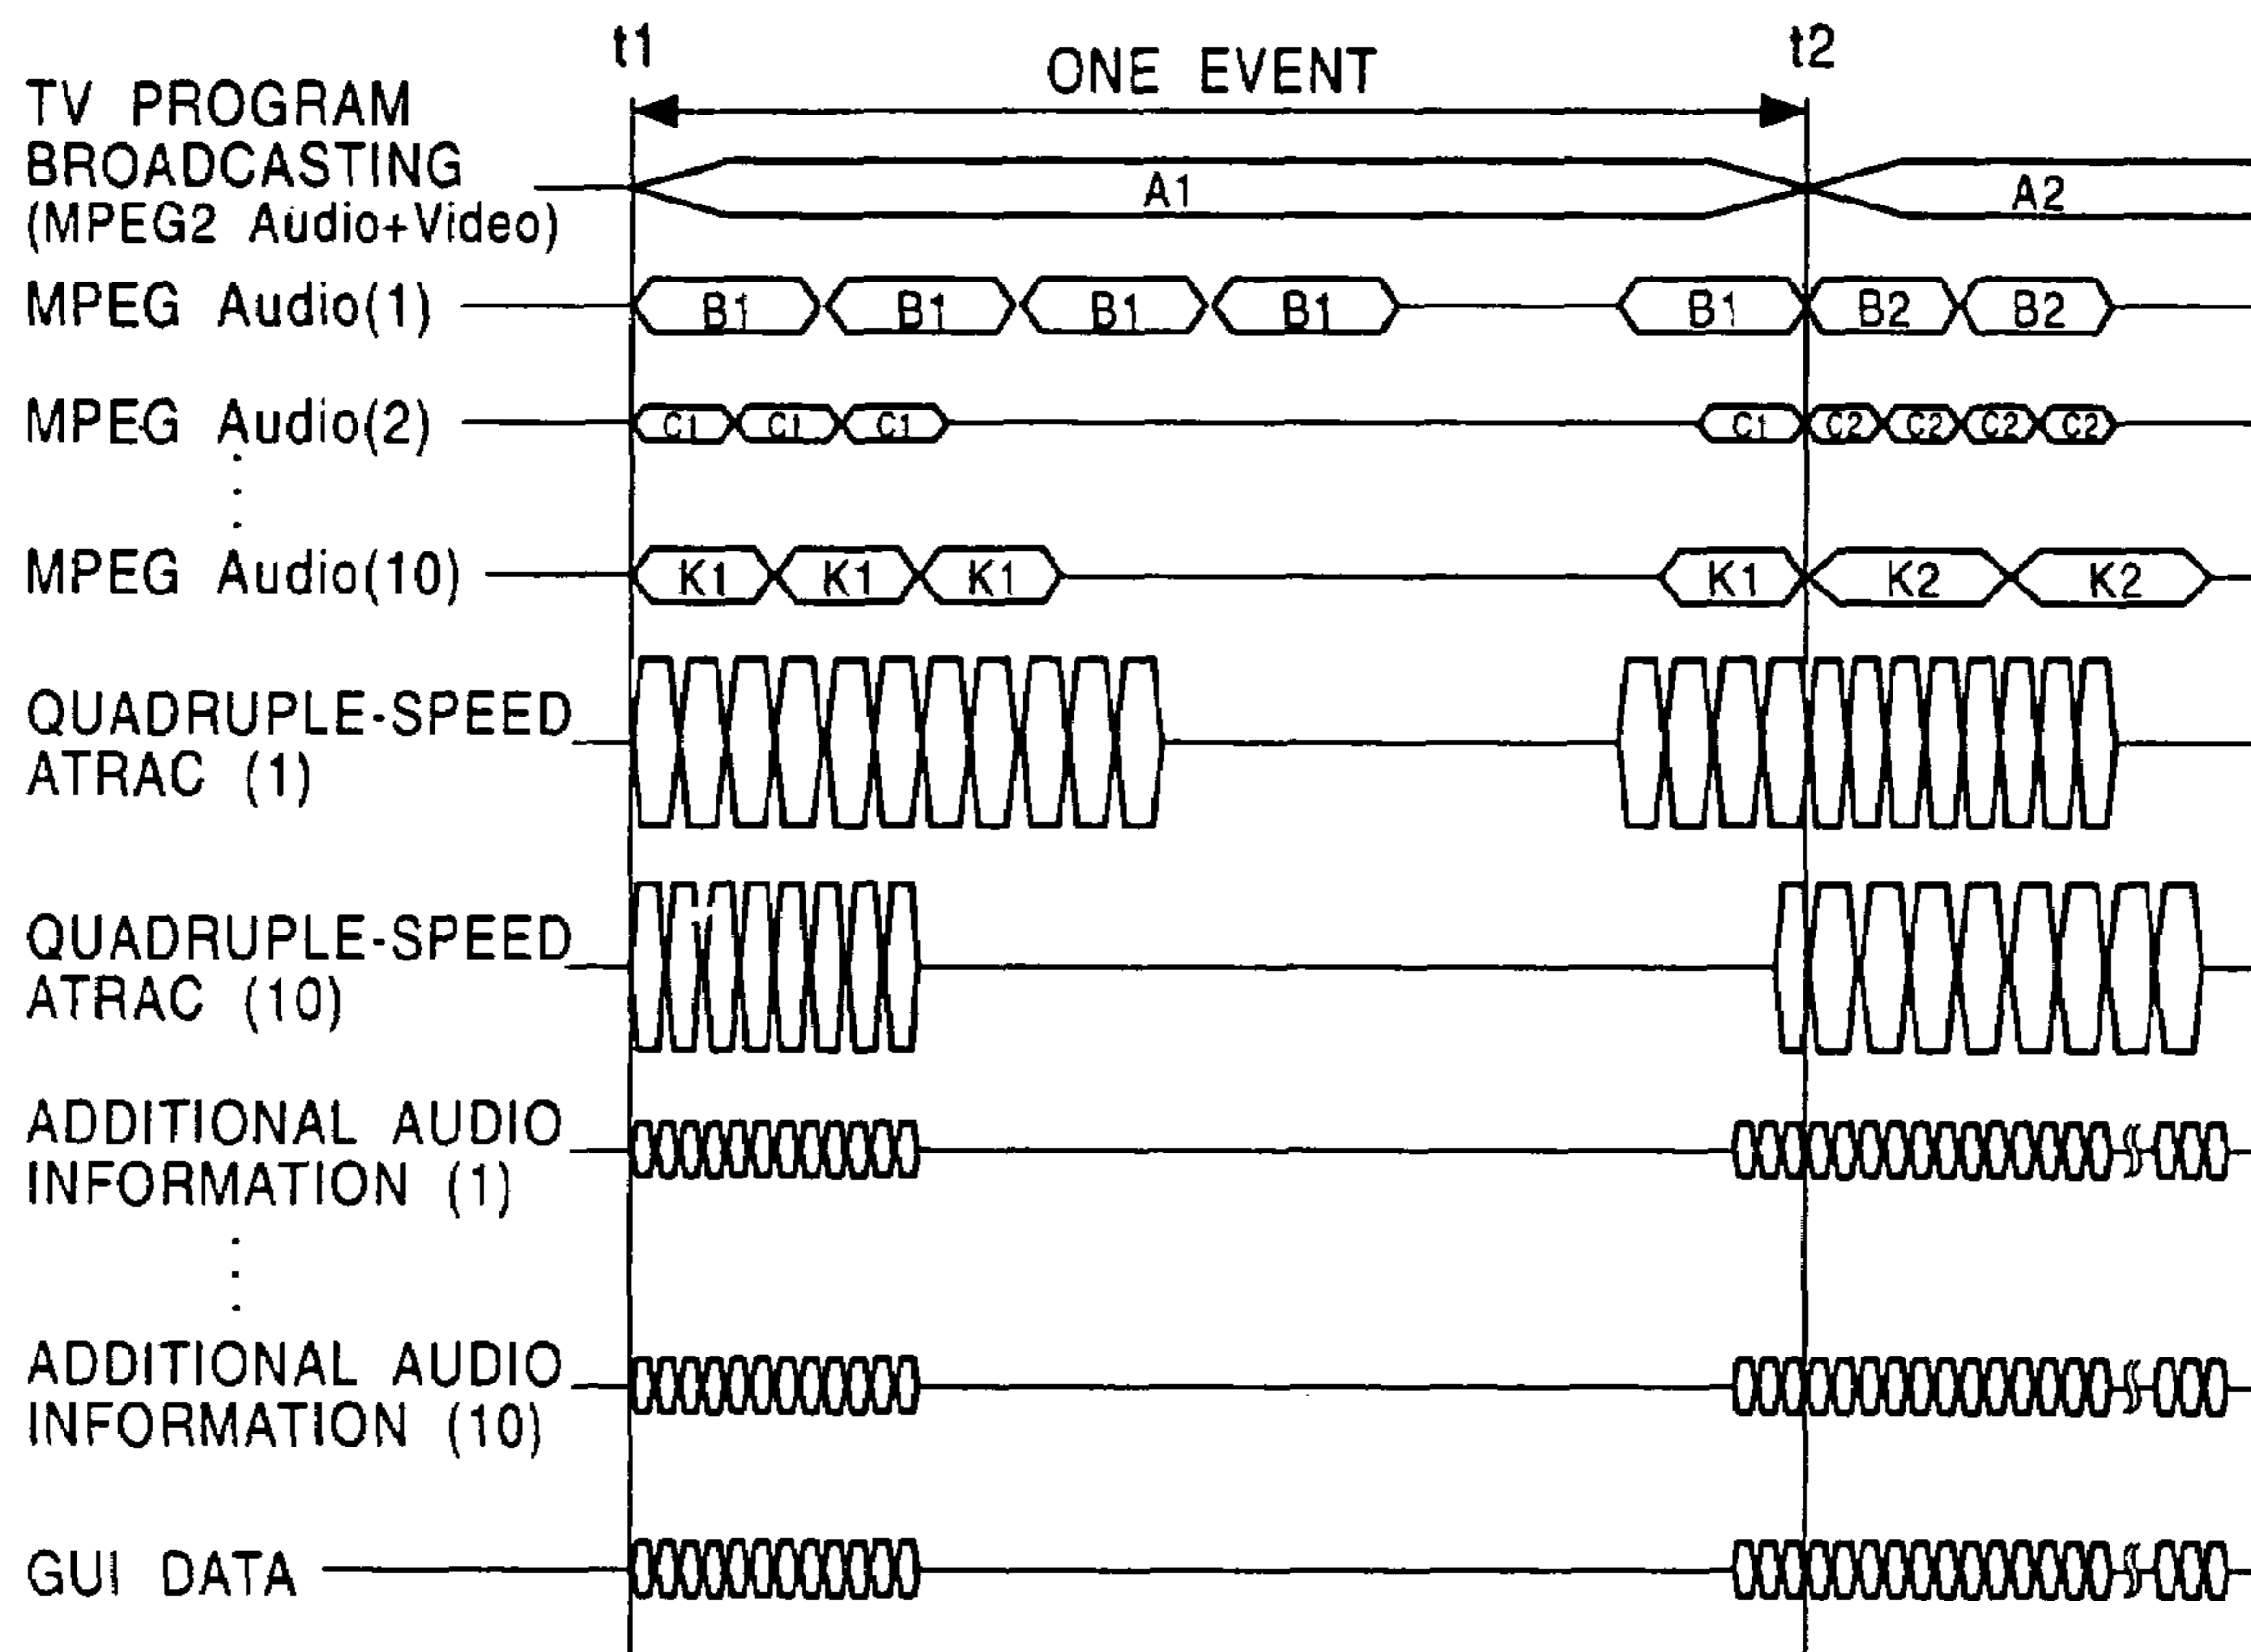 t1 ONE EVENT t2
TV PROGRAM
BROADCASTING
(MPEG2 Audio+Video)
A1 A2
MPEG Audio(1) B1 B1 B1 B1 B1 B2 B2
MPEG Audio(2) C1 C1 C1 C1 C2 C2 C2 C2
MPEG Audio(10) K1 K1 K1 K1 K2 K2
QUADRUPLE-SPEED
ATRAC (1)
QUADRUPLE-SPEED
ATRAC (10)
ADDITIONAL AUDIO
INFORMATION (1)
ADDITIONAL AUDIO
INFORMATION (10)
GUI DATA